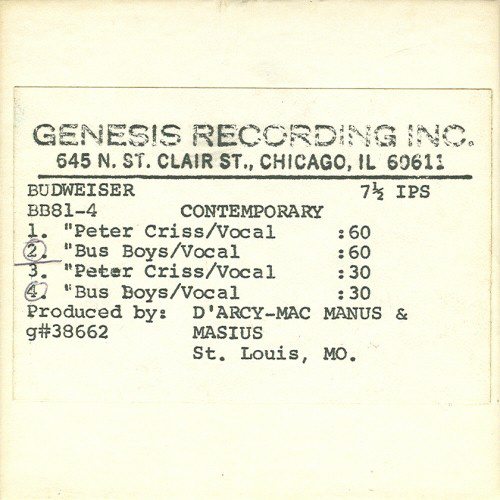 GENESIS RECORDING INC.
645 N. ST. CLAIR ST., CHICAGO, IL 60611
BUDWEISER 7½ IPS
BB81-4 CONTEMPORARY
1. "Peter Criss/Vocal :60
2. "Bus Boys/Vocal :60
3. "Peter Criss/Vocal :30
4. "Bus Boys/Vocal :30
Produced by: D'ARCY-MAC MANUS &
g#38662 MASIUS
St. Louis, MO.